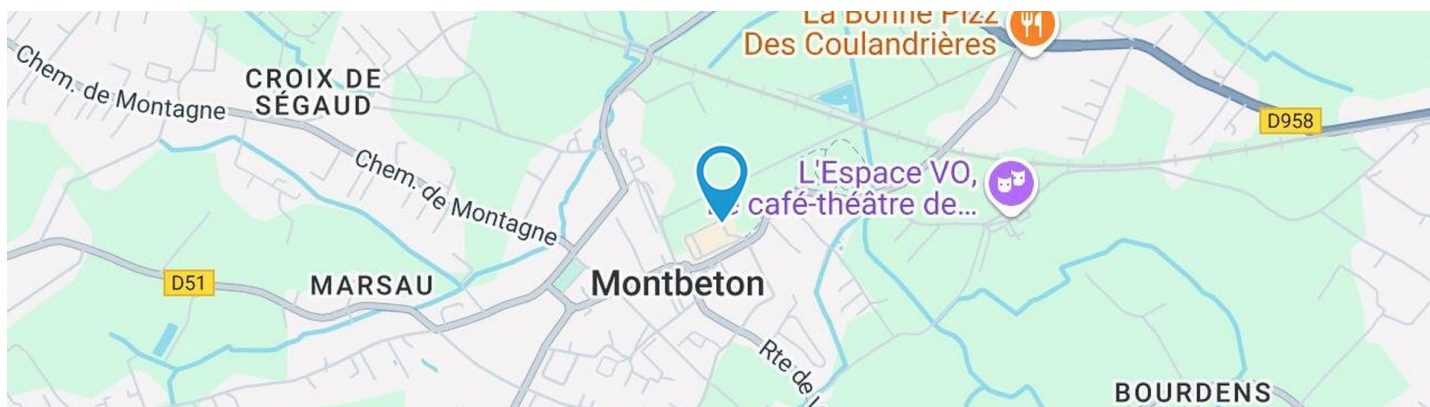 La Bonne Pizz
Des Coulandrières
CROIX DE
SÉGAUD
Chem. de Montagne
D958
Chem. de Montagne
L'Espace VO,
café-théâtre de...
D51
MARSAU
Montbeton
Rte de
BOURDENS